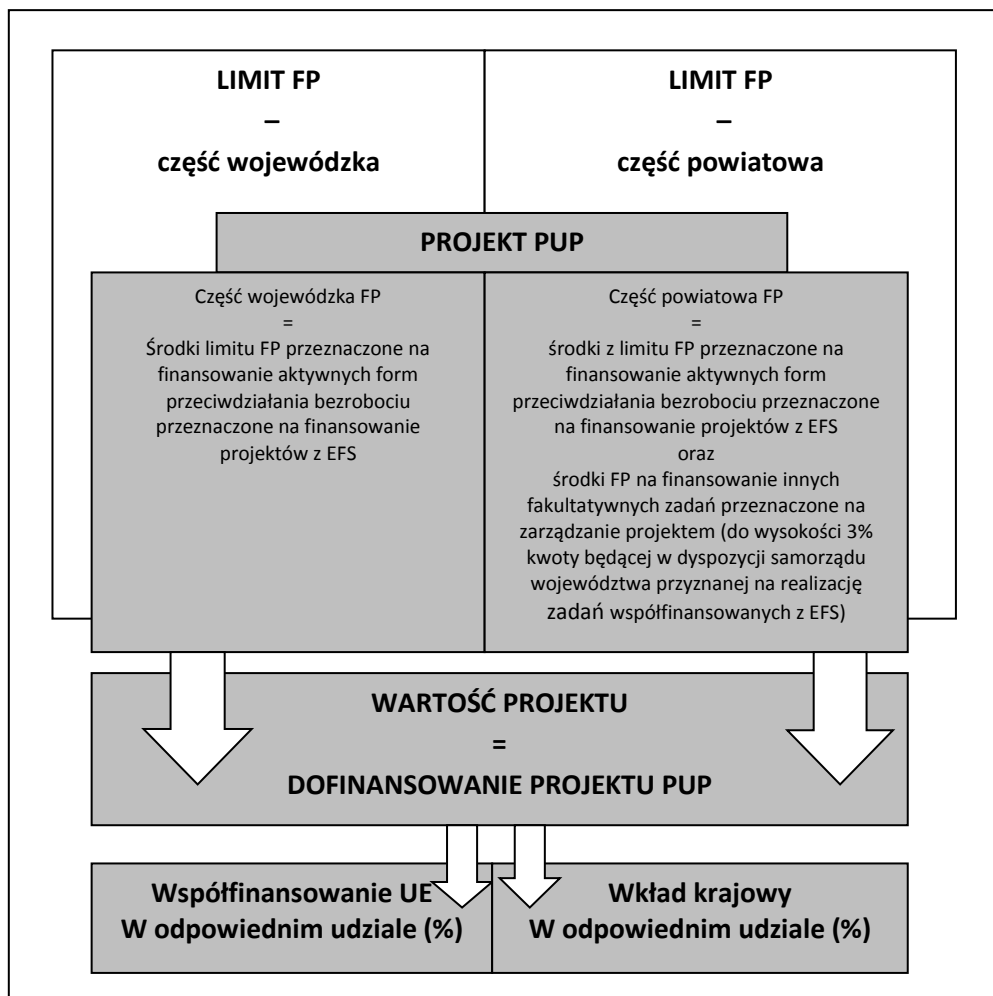 LIMIT FP
–
część wojewódzka
LIMIT FP
–
część powiatowa
PROJEKT PUP
Część wojewódzka FP
=
Środki limitu FP przeznaczone na
finansowanie aktywnych form
przeciwdziałania bezrobociu
przeznaczone na finansowanie
projektów z EFS
Część powiatowa FP
=
środki z limitu FP przeznaczone na
finansowanie aktywnych form
przeciwdziałania bezrobociu przeznaczone
na finansowanie projektów z EFS
oraz
środki FP na finansowanie innych
fakultatywnych zadań przeznaczone na
zarządzanie projektem (do wysokości 3%
kwoty będącej w dyspozycji samorządu
województwa przyznanej na realizację
zadań współfinansowanych z EFS)
WARTOŚĆ PROJEKTU
=
DOFINANSOWANIE PROJEKTU PUP
Współfinansowanie UE
W odpowiednim udziale (%)
Wkład krajowy
W odpowiednim udziale (%)